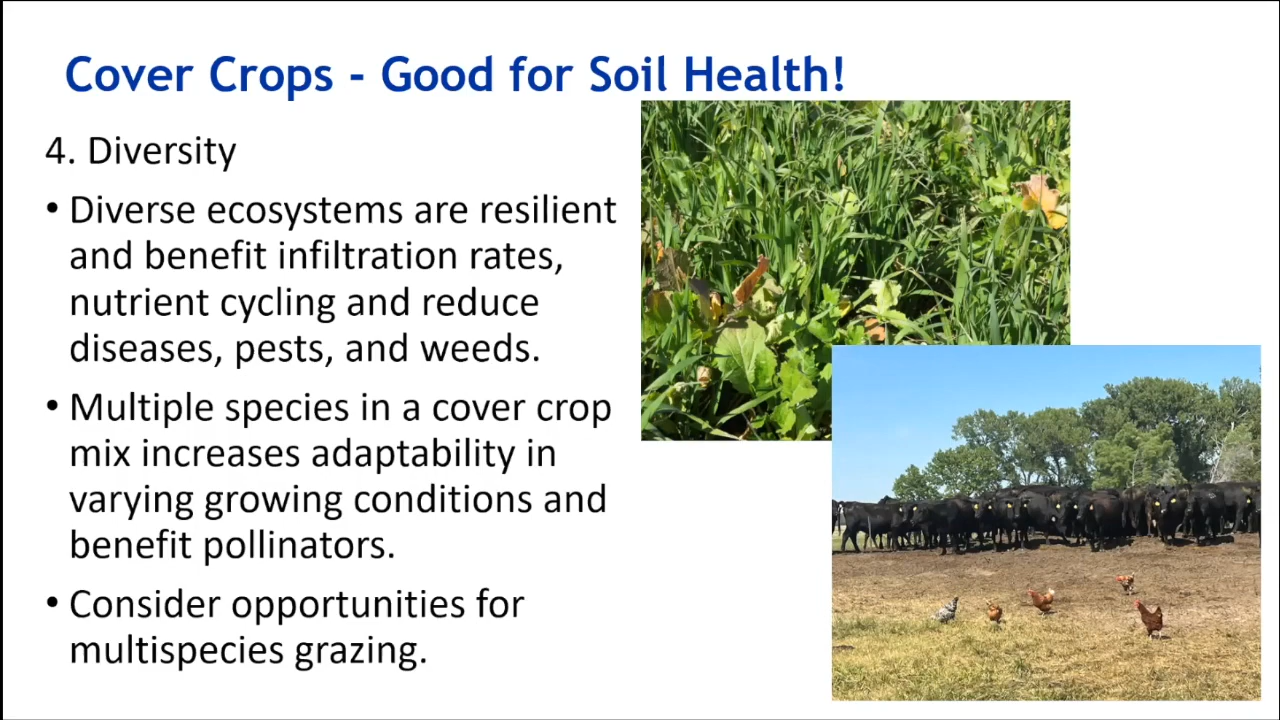 Cover Crops - Good for Soil Health!
4. Diversity
• Diverse ecosystems are resilient
and benefit infiltration rates,
nutrient cycling and reduce
diseases, pests, and weeds.
• Multiple species in a cover crop
mix increases adaptability in
varying growing conditions and
benefit pollinators.
• Consider opportunities for
multispecies grazing.